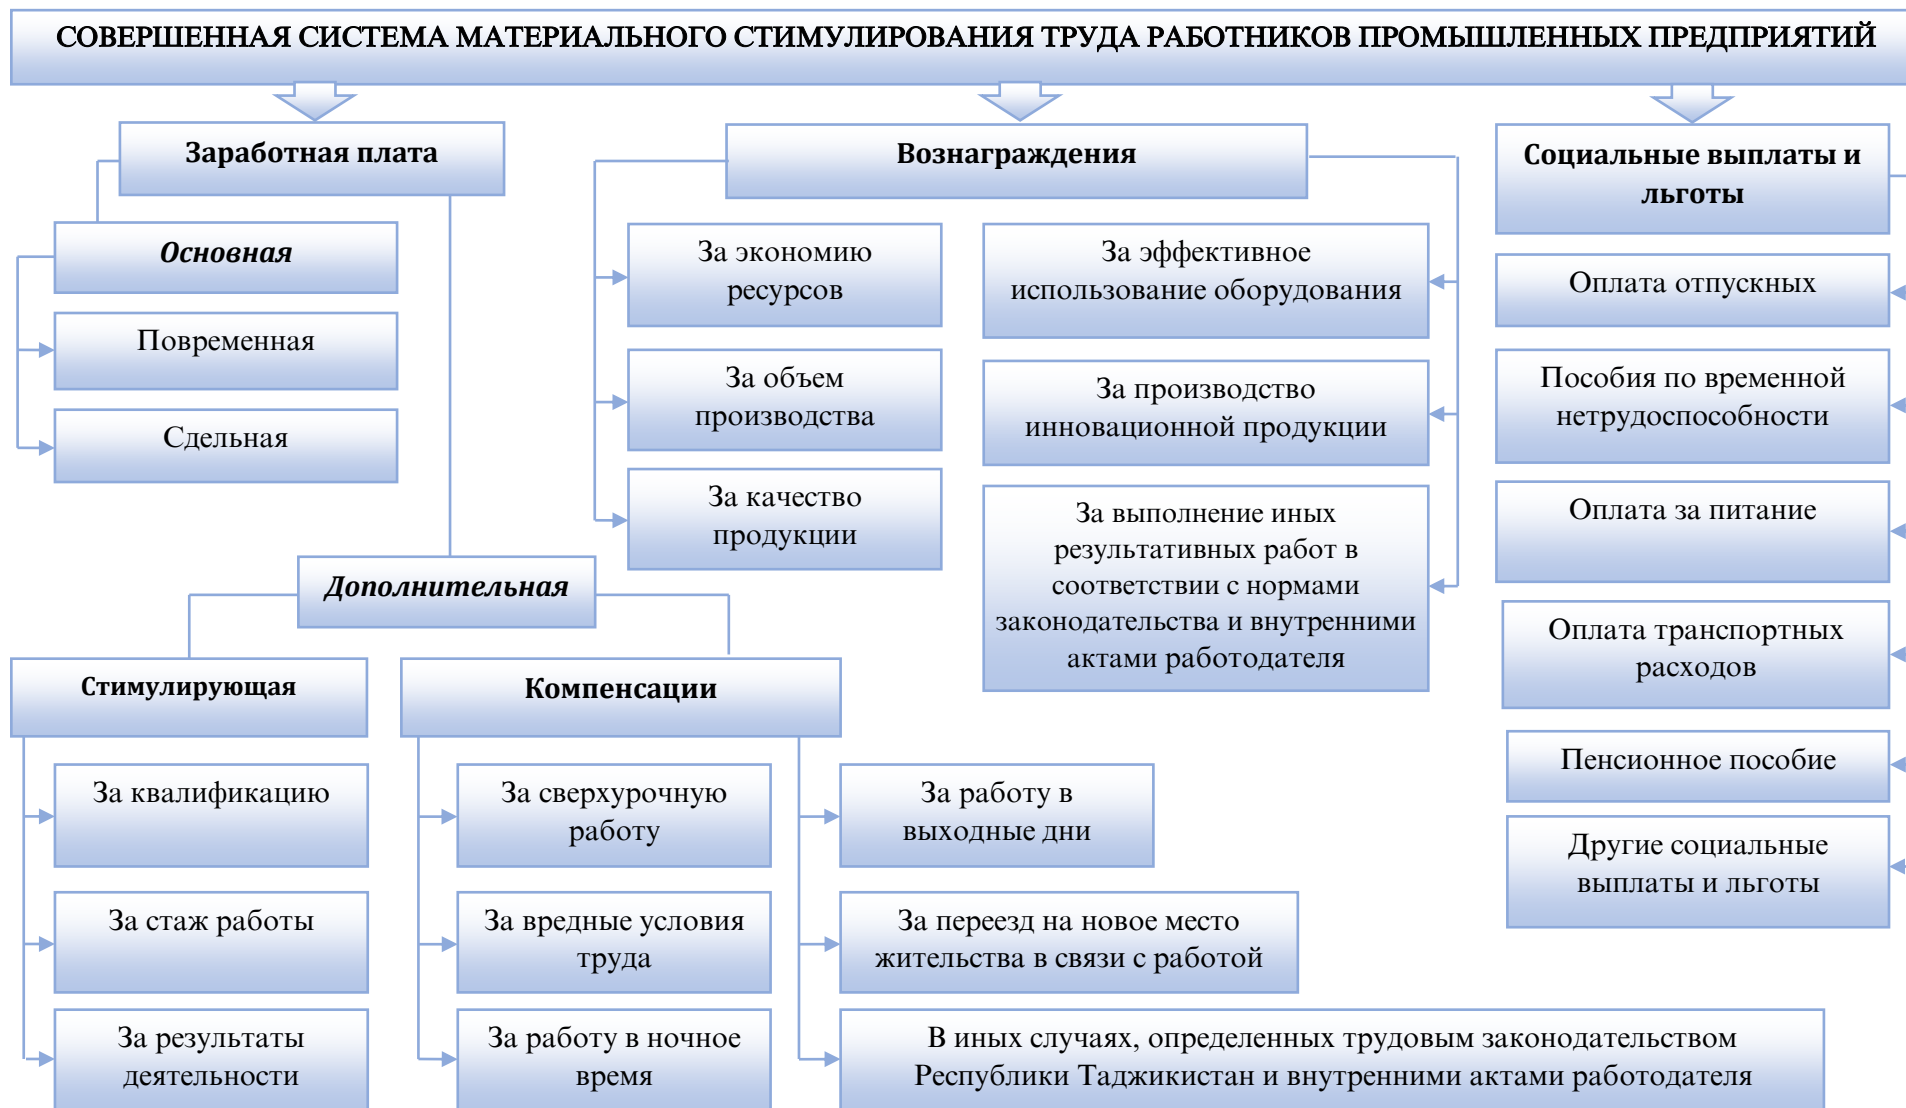 СОВЕРШЕННАЯ СИСТЕМА МАТЕРИАЛЬНОГО СТИМУЛИРОВАНИЯ ТРУДА РАБОТНИКОВ ПРОМЫШЛЕННЫХ ПРЕДПРИЯТИЙ
Заработная плата
Основная
Повременная
Сдельная
Дополнительная
Стимулирующая
За квалификацию
За стаж работы
За результаты
деятельности
Компенсации
За сверхурочную
работу
За вредные условия
труда
За работу в ночное
время
За работу в
выходные дни
За переезд на новое место
жительства в связи с работой
В иных случаях, определенных трудовым законодательством
Республики Таджикистан и внутренними актами работодателя
Вознаграждения
За экономию
ресурсов
За объем
производства
За качество
продукции
За эффективное
использование оборудования
За производство
инновационной продукции
За выполнение иных
результативных работ в
соответствии с нормами
законодательства и внутренними
актами работодателя
Социальные выплаты и
льготы
Оплата отпускных
Пособия по временной
нетрудоспособности
Оплата за питание
Оплата транспортных
расходов
Пенсионное пособие
Другие социальные
выплаты и льготы